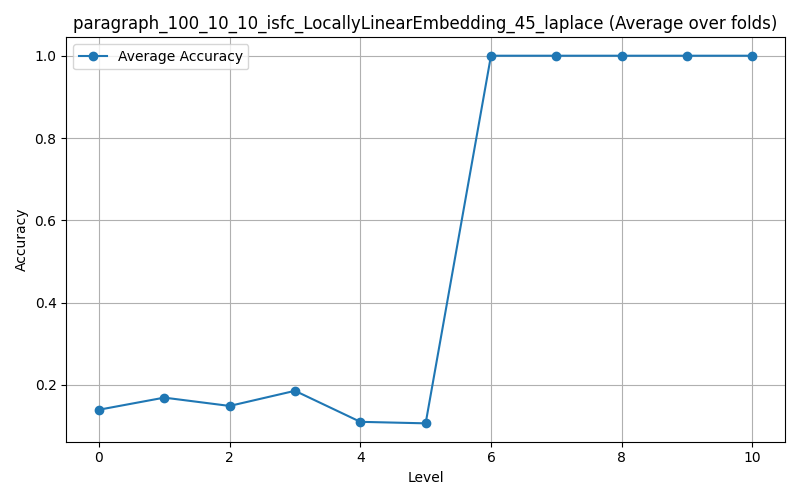 paragraph_100_10_10_isfc_LocallyLinearEmbedding_45_laplace (Average over folds)
Average Accuracy
1.0
0.8
0.6
0.4
0.2
Accuracy
0 2 4 6 8 10
Level